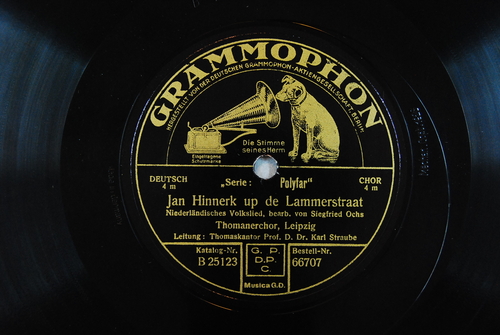 GRAMMOPHON
HERGESTELLT VON DER DEUTSCHEN GRAMMOPHON-AKTIENGESELLSCHAFT BERLIN
Die Stimme
seines Herrn
Eingetragene
Schutzmarke
DEUTSCH
4 m
„Serie: Polyfar“
CHOR
4 m
Jan Hinnerk up de Lammerstraat
Niederländisches Volkslied, bearb. von Siegfried Ochs
Thomanerchor, Leipzig
Leitung: Thomaskantor Prof. D. Dr. Karl Straube
Katalog-Nr.
B 25123
G. P.
D.P.
C
Bestell-Nr.
66707
Musica G.D.